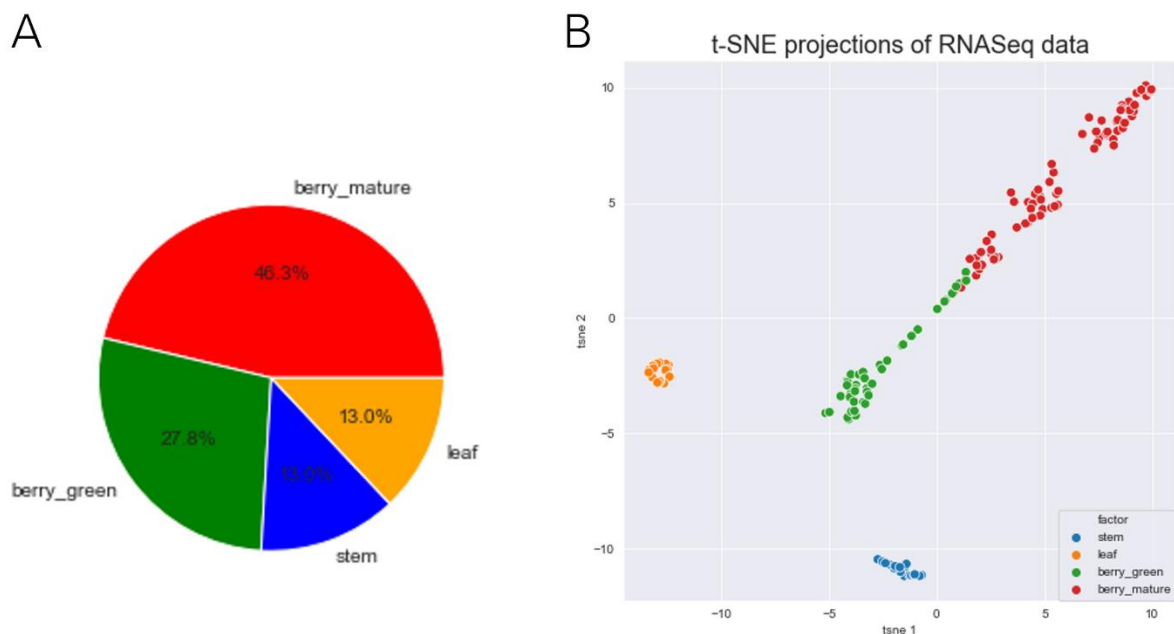 A
berry_mature
46.3%
27.8%
13.0%
13.0%
berry_green
leaf
stem
B
t-SNE projections of RNASeq data
10
5
0
−5
−10
tsne 2
−10
−5
0
5
10
tsne 1
factor
stem
leaf
berry_green
berry_mature